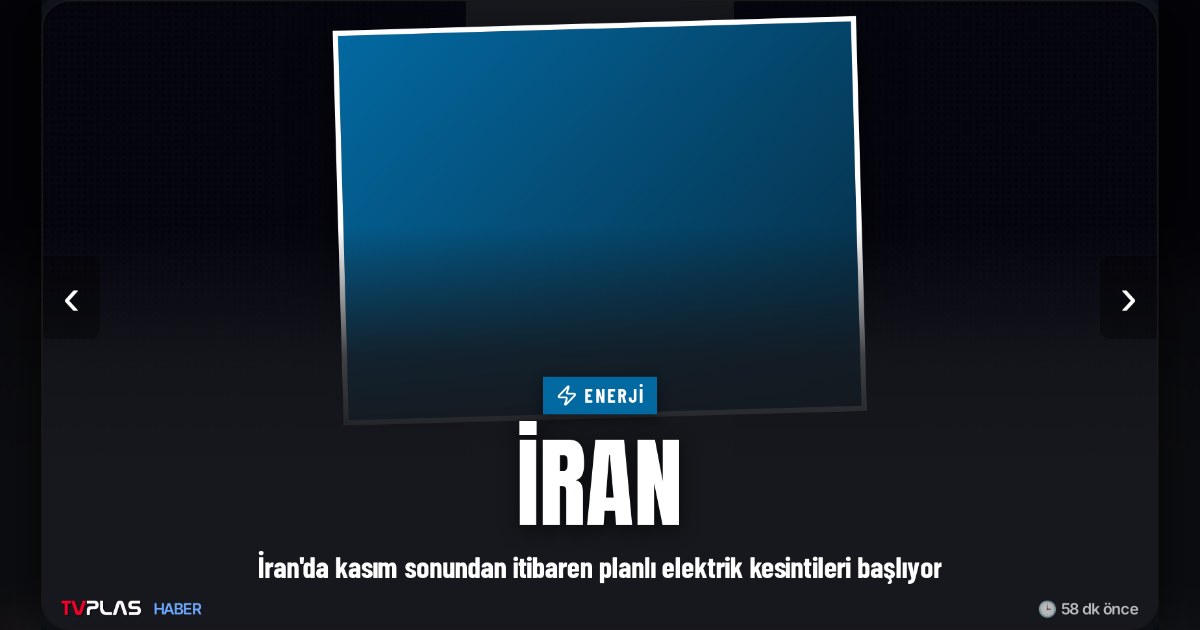 ENERJİ
İRAN
İran'da kasım sonundan itibaren planlı elektrik kesintileri başlıyor
TVPLAS HABER
58 dk önce